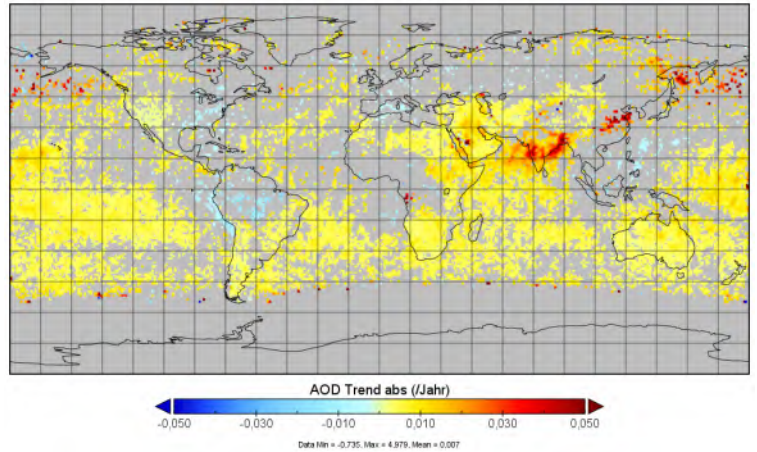 AOD Trend abs (/Jahr)
-0,050 -0,030 -0,010 0,010 0,030 0,050
Data Min = -0,735, Max = 4,979, Mean = 0,007